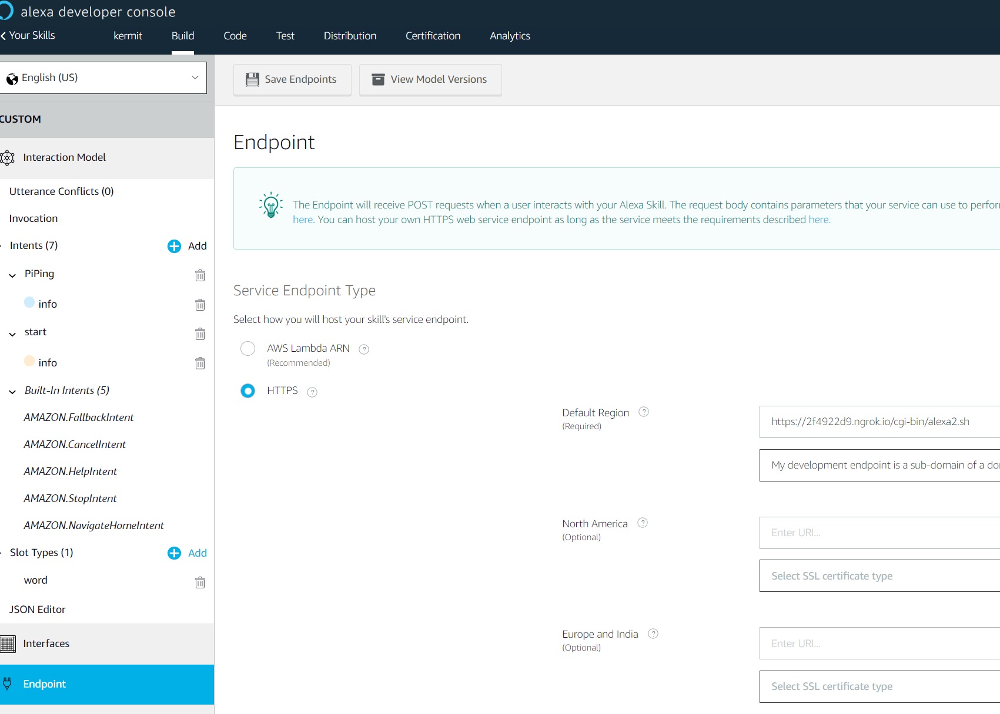 alexa developer console
Your Skills
kermit
Build
Code
Test
Distribution
Certification
Analytics
English (US)
Save Endpoints
View Model Versions
CUSTOM
Interaction Model
Utterance Conflicts (0)
Invocation
Intents (7)
Add
PiPing
info
start
info
Built-In Intents (5)
AMAZON.FallbackIntent
AMAZON.CancelIntent
AMAZON.HelpIntent
AMAZON.StopIntent
AMAZON.NavigateHomeIntent
Slot Types (1)
Add
word
JSON Editor
Interfaces
Endpoint
Endpoint
The Endpoint will receive POST requests when a user interacts with your Alexa Skill. The request body contains parameters that your service can use to
here. You can host your own HTTPS web service endpoint as long as the service meets the requirements described here.
Service Endpoint Type
Select how you will host your skill's service endpoint.
AWS Lambda ARN ?
(Recommended)
HTTPS ?
Default Region ?
(Required)
https://2f4922d9.ngrok.io/cgi-bin/alexa2.sh
My development endpoint is a sub-domain of a
North America ?
(Optional)
Enter URI...
Select SSL certificate type
Europe and India ?
(Optional)
Enter URI...
Select SSL certificate type